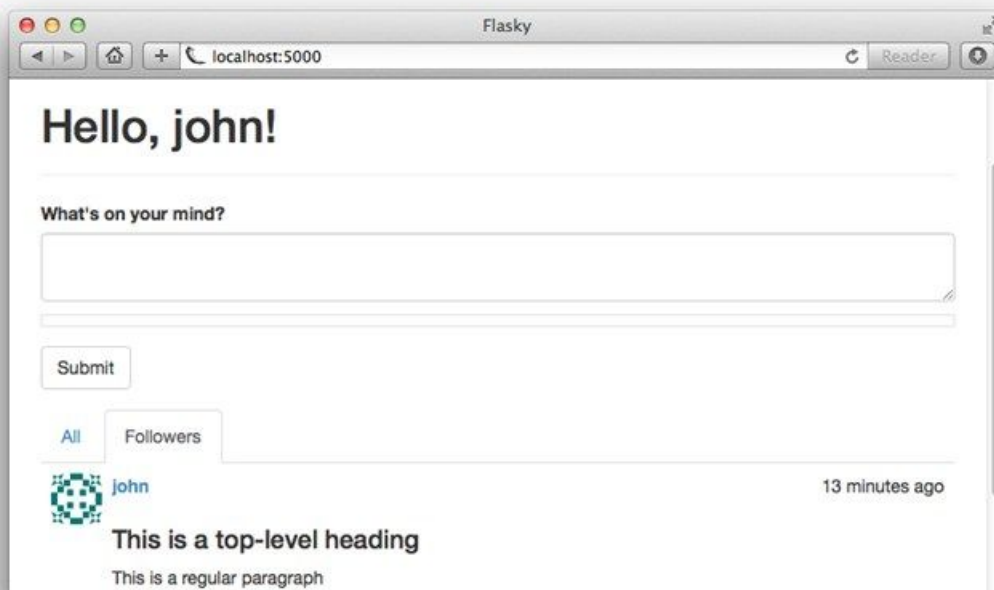 Flasky
localhost:5000
Reader
Hello, john!
What's on your mind?
Submit
All Followers
john 13 minutes ago
This is a top-level heading
This is a regular paragraph